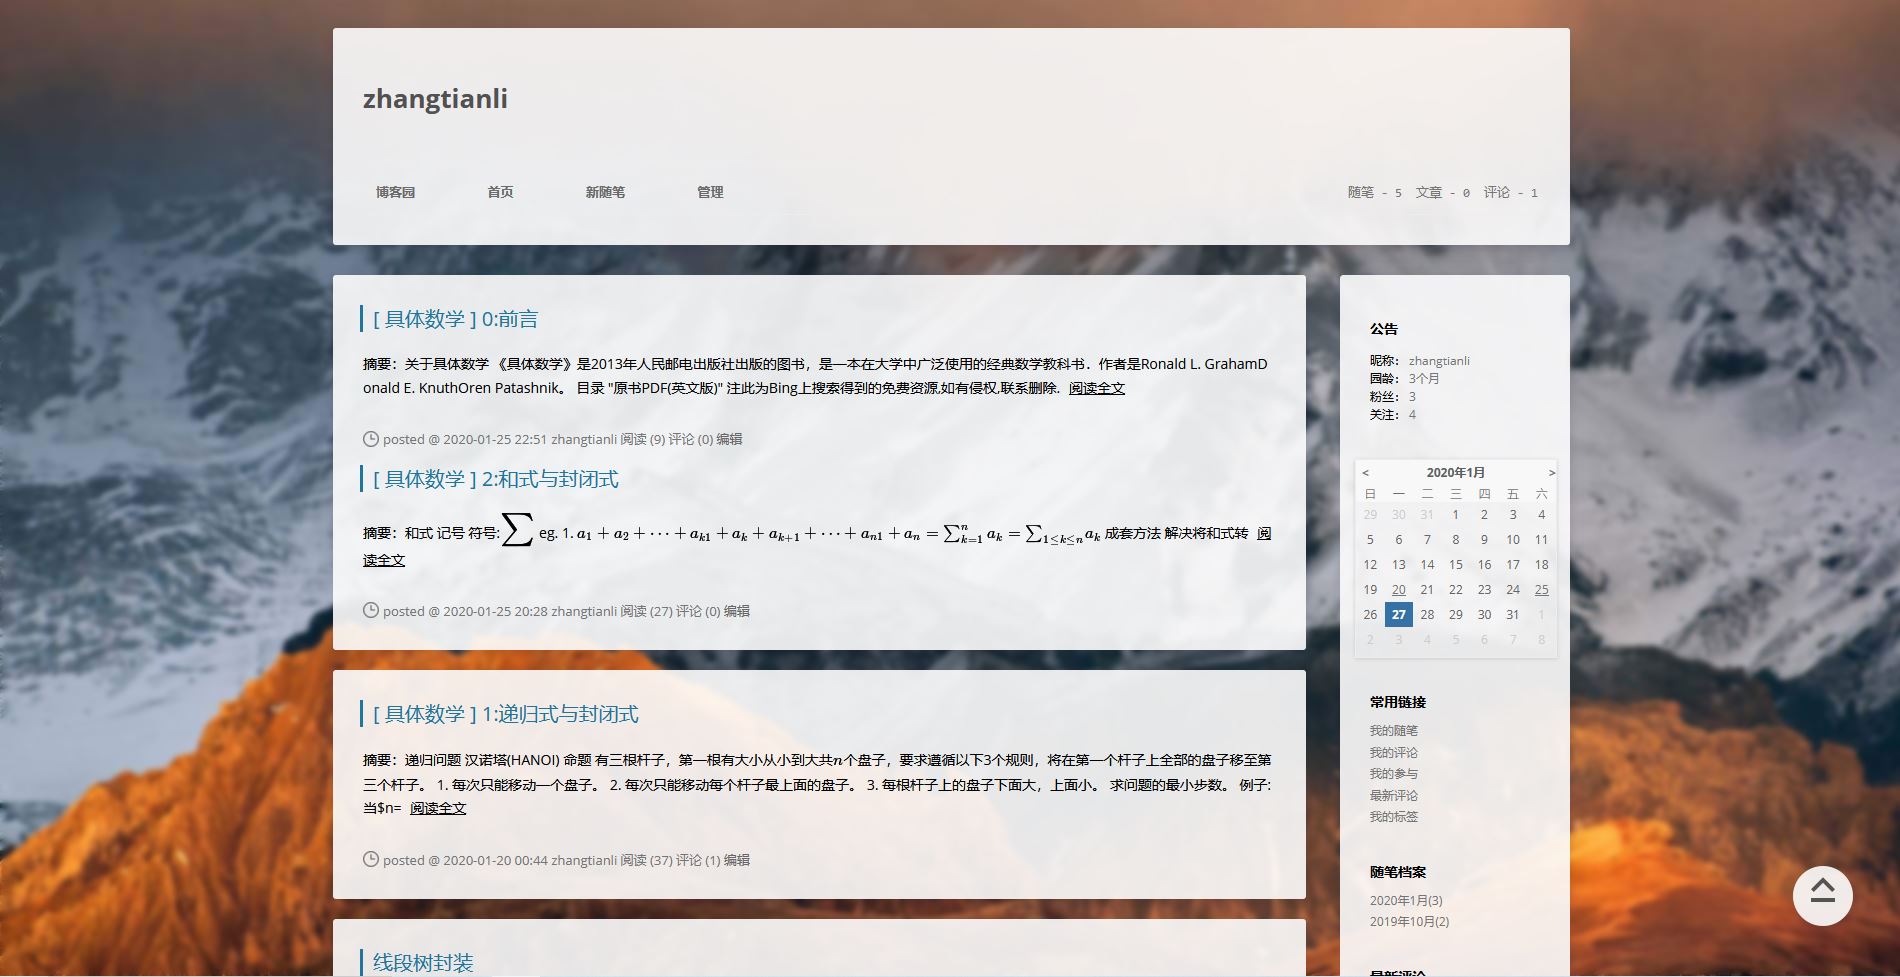 zhangtianli
博客园 首页 新随笔 管理 随笔 - 5 文章 - 0 评论 - 1
[ 具体数学 ] 0:前言
摘要：关于具体数学 《具体数学》是2013年人民邮电出版社出版的图书，是一本在大学中广泛使用的经典数学教科书．作者是Ronald L. GrahamD
onald E. KnuthOren Patashnik。 目录 "原书PDF(英文版)" 注此为Bing上搜索得到的免费资源,如有侵权,联系删除. 阅读全文
posted @ 2020-01-25 22:51 zhangtianli 阅读 (9) 评论 (0) 编辑
[ 具体数学 ] 2:和式与封闭式
摘要：和式 记号 符号:∑ eg. 1. a₁ + a₂ + ⋯ + a_{k1} + a_k + a_{k+1} + ⋯ + a_{n1} + a_n = ∑_{k=1}^{n} a_k = ∑_{1≤k≤n} a_k 成套方法 解决将和式转 阅
读全文
posted @ 2020-01-25 20:28 zhangtianli 阅读 (27) 评论 (0) 编辑
[ 具体数学 ] 1:递归式与封闭式
摘要：递归问题 汉诺塔(HANOI) 命题 有三根杆子，第一根有大小从小到大共n个盘子，要求遵循以下3个规则，将在第一个杆子上全部的盘子移至第
三个杆子。 1. 每次只能移动一个盘子。 2. 每次只能移动每个杆子最上面的盘子。 3. 每根杆子上的盘子下面大，上面小。 求问题的最小步数。 例子:
当$n= 阅读全文
posted @ 2020-01-20 00:44 zhangtianli 阅读 (37) 评论 (1) 编辑
线段树封装
公告
昵称： zhangtianli
园龄： 3个月
粉丝： 3
关注： 4
< 2020年1月 >
日 一 二 三 四 五 六
29 30 31 1 2 3 4
5 6 7 8 9 10 11
12 13 14 15 16 17 18
19 20 21 22 23 24 25
26 27 28 29 30 31 1
2 3 4 5 6 7 8
常用链接
我的随笔
我的评论
我的参与
最新评论
我的标签
随笔档案
2020年1月(3)
2019年10月(2)
最新评论